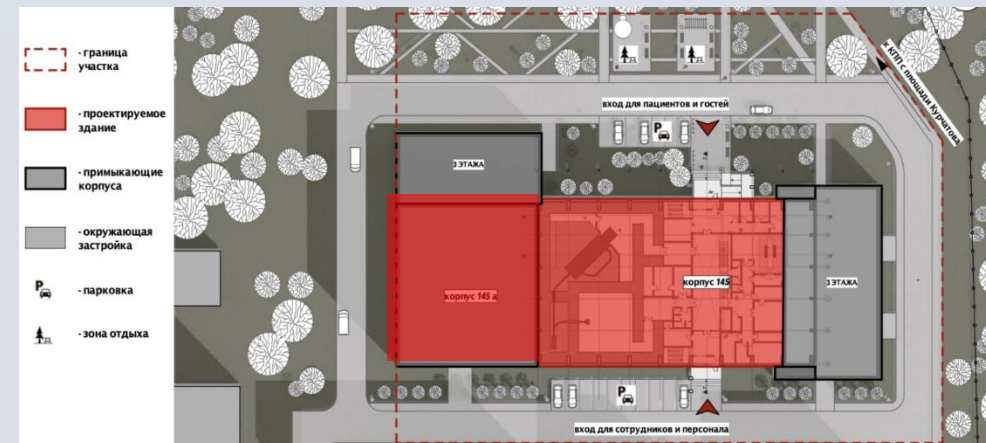 - граница
участка
- проектируемое
здание
- примыкающие
корпуса
- окружающая
застройка
P
- парковка
- зона отдыха
к КПП с площади Курчатова
вход для пациентов и гостей
P
3 ЭТАЖА
корпус 145 а
корпус 145
3 ЭТАЖА
P
вход для сотрудников и персонала